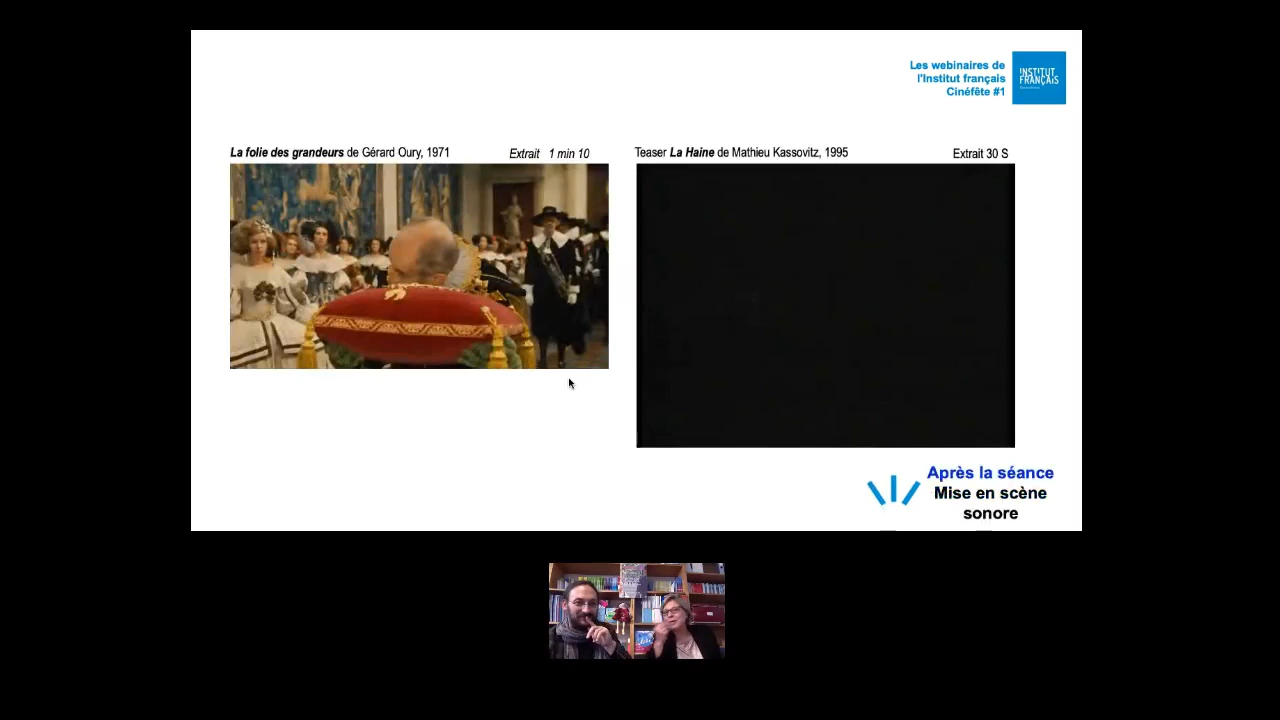 Les webinaires de
l'Institut français
Cinéfête #1
INSTITUT
FRANÇAIS
La folie des grandeurs de Gérard Oury, 1971
Extrait 1 min 10
Teaser La Haine de Mathieu Kassovitz, 1995
Extrait 30 S
Après la séance
Mise en scène
sonore